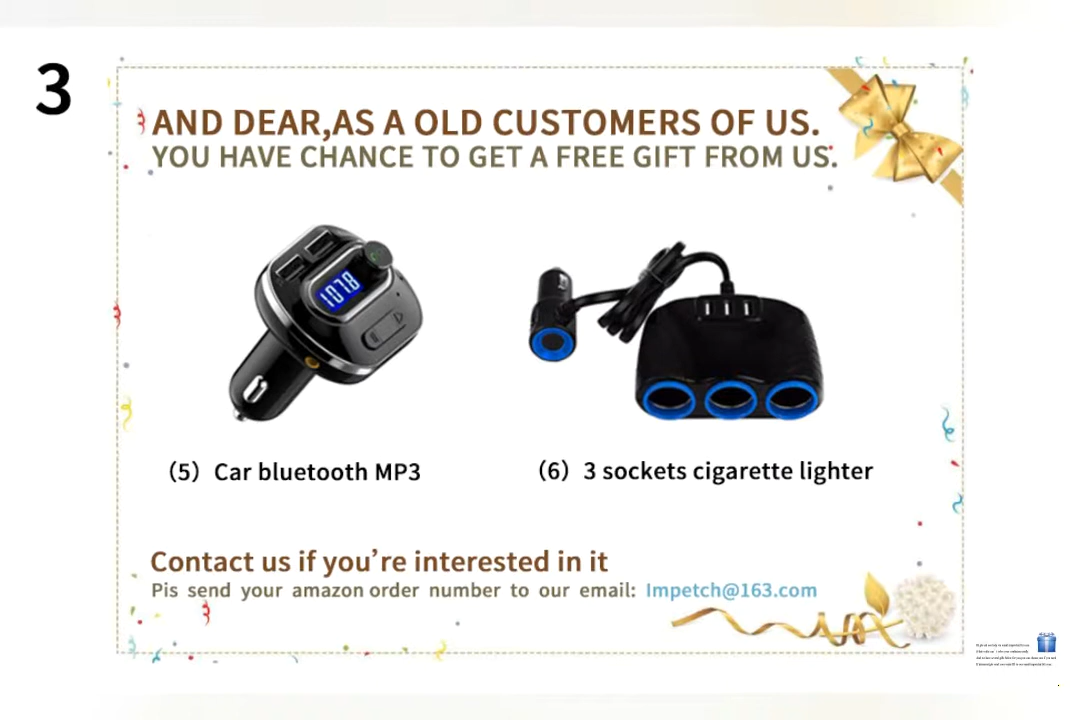 3
AND DEAR,AS A OLD CUSTOMERS OF US.
YOU HAVE CHANCE TO GET A FREE GIFT FROM US.
107.8
（5）Car bluetooth MP3
（6）3 sockets cigarette lighter
Contact us if you’re interested in it
Pis send your amazon order number to our email: Impetch@163.com